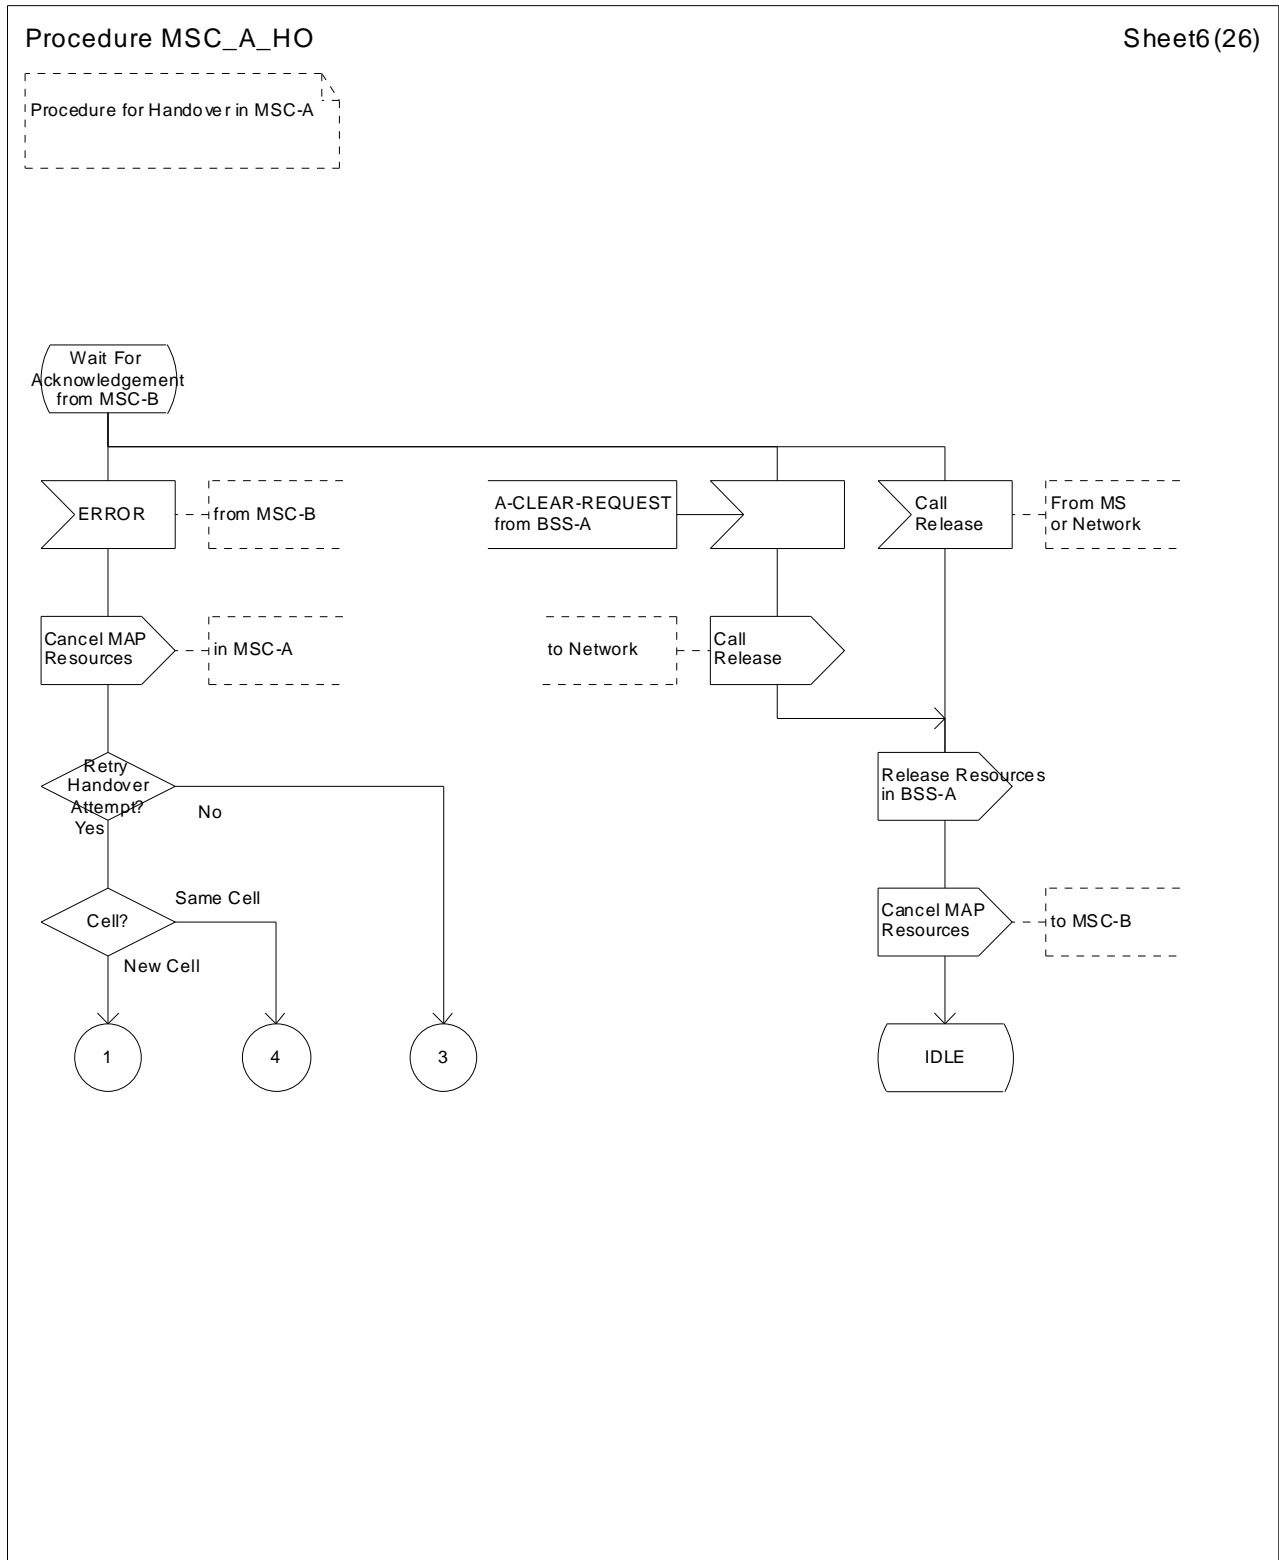 Procedure MSC_A_HO
Sheet6(26)
Procedure for Handover in MSC-A
Wait For
Acknowledgement
from MSC-B
ERROR
from MSC-B
A-CLEAR-REQUEST
from BSS-A
Call
Release
From MS
or Network
Cancel MAP
Resources
in MSC-A
to Network
Call
Release
Retry
Handover
Attempt?
Yes
No
Release Resources
in BSS-A
Cell?
Same Cell
New Cell
Cancel MAP
Resources
to MSC-B
1
4
3
IDLE